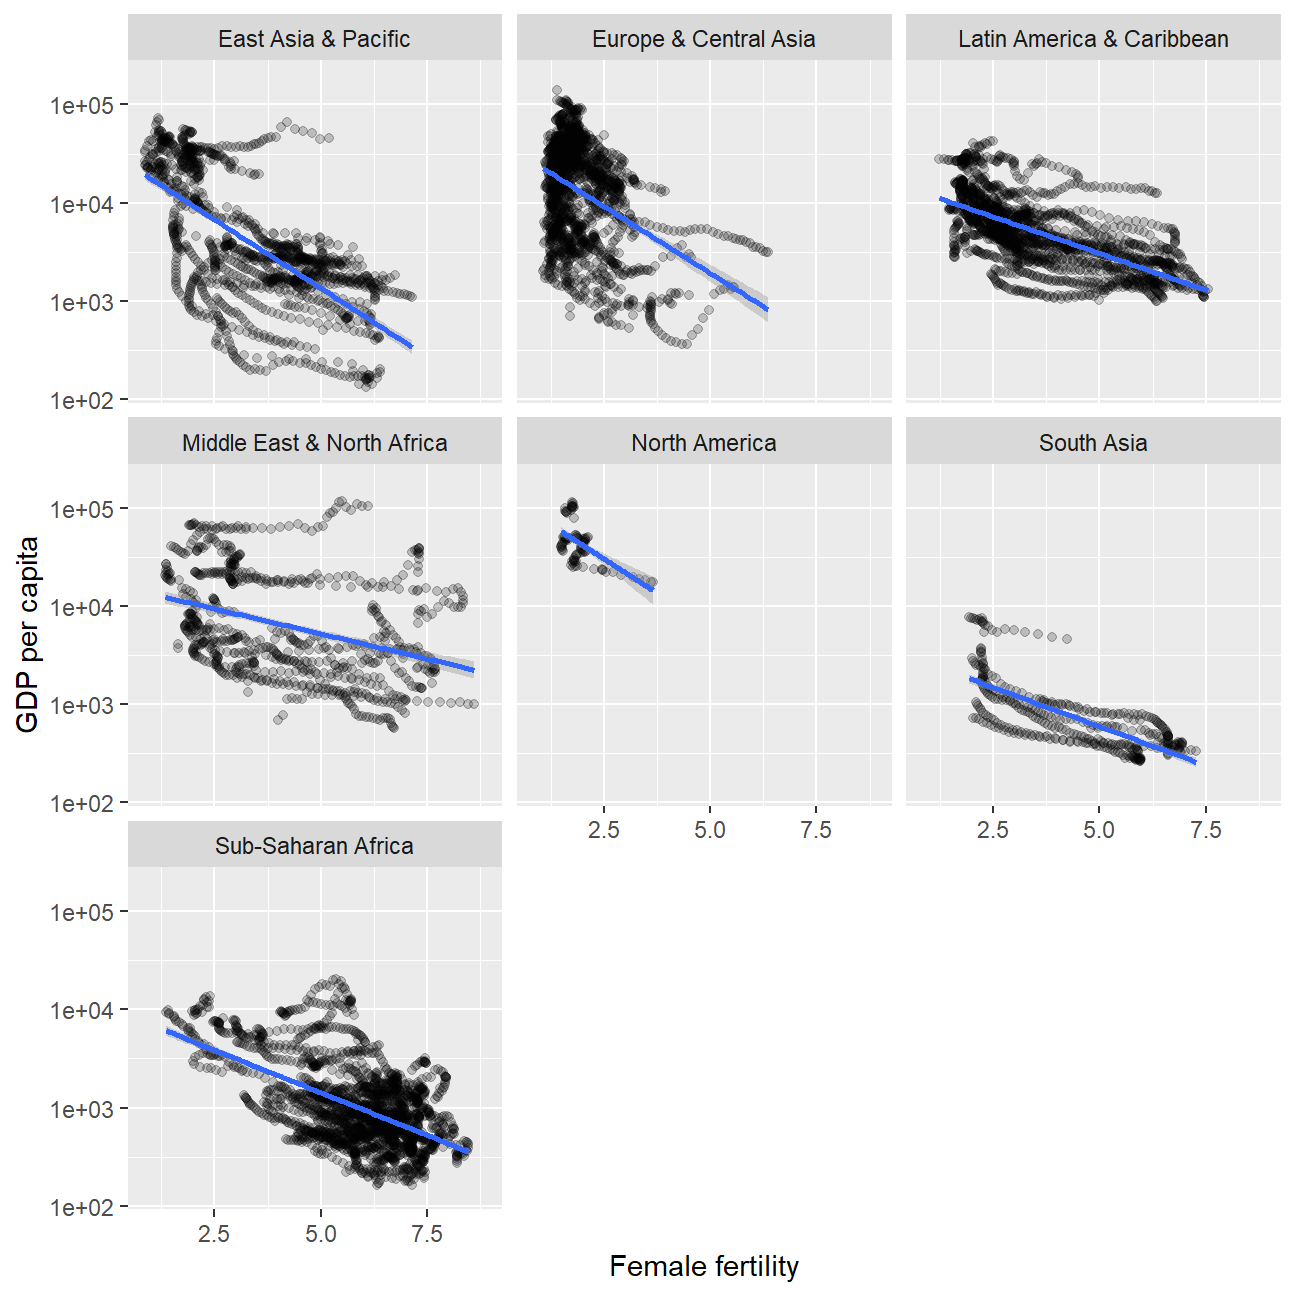 East Asia & Pacific
Europe & Central Asia
Latin America & Caribbean
1e+05
1e+04
1e+03
1e+02
Middle East & North Africa
North America
South Asia
1e+05
1e+04
1e+03
1e+02
2.5 5.0 7.5
2.5 5.0 7.5
Sub-Saharan Africa
1e+05
1e+04
1e+03
1e+02
2.5 5.0 7.5
Female fertility
GDP per capita